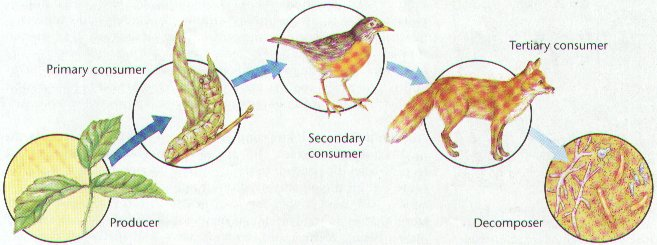 Primary consumer
Tertiary consumer
Secondary
consumer
Producer
Decomposer